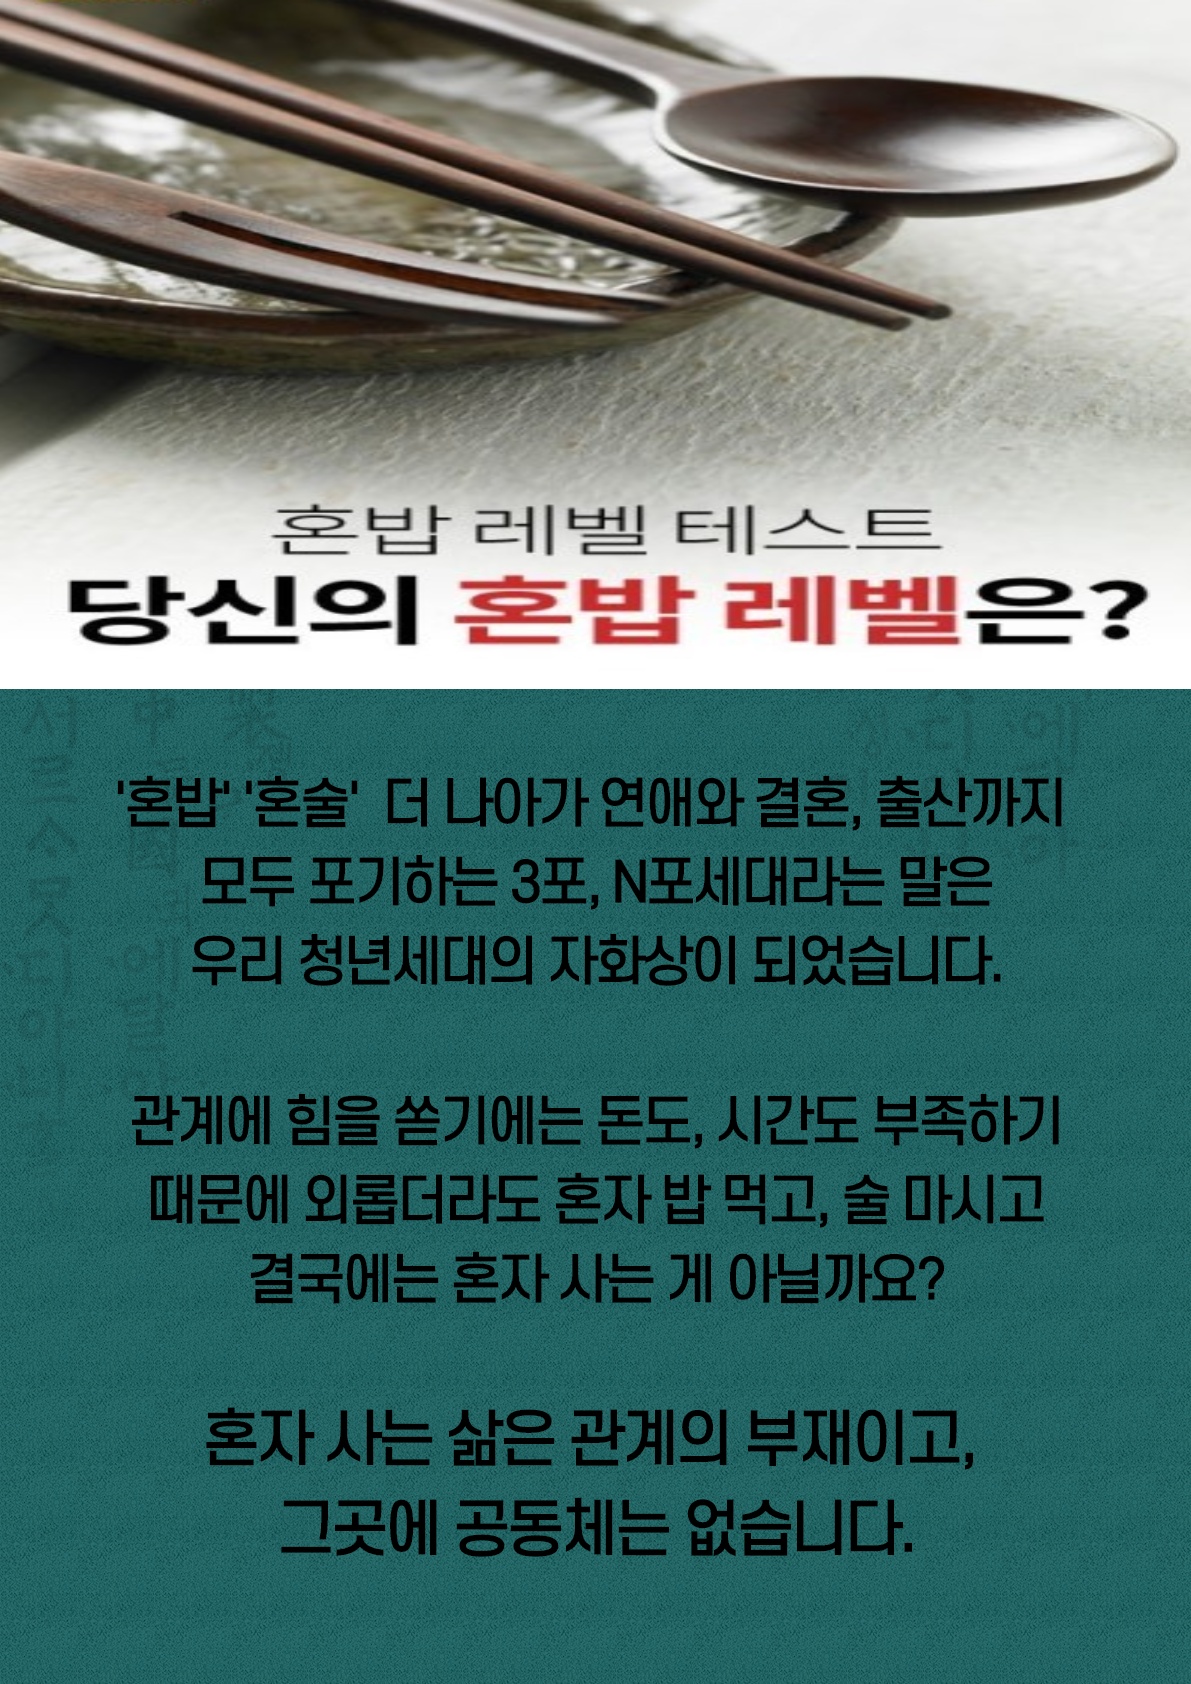 혼밥 레벨 테스트
당신의 혼밥 레벨은?
'혼밥' '혼술' 더 나아가 연애와 결혼, 출산까지
모두 포기하는 3포, N포세대라는 말은
우리 청년세대의 자화상이 되었습니다.
관계에 힘을 쏟기에는 돈도, 시간도 부족하기
때문에 외롭더라도 혼자 밥 먹고, 술 마시고
결국에는 혼자 사는 게 아닐까요?
혼자 사는 삶은 관계의 부재이고,
그곳에 공동체는 없습니다.